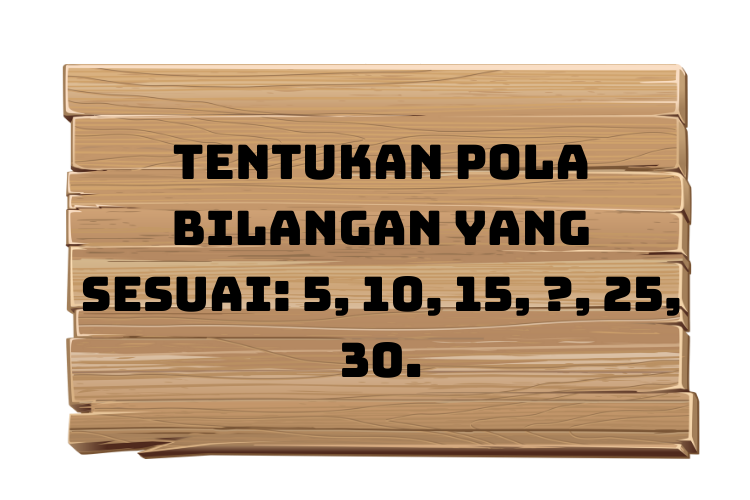 TENTUKAN POLA
BILANGAN YANG
SESUAI: 5, 10, 15, ?, 25,
30.